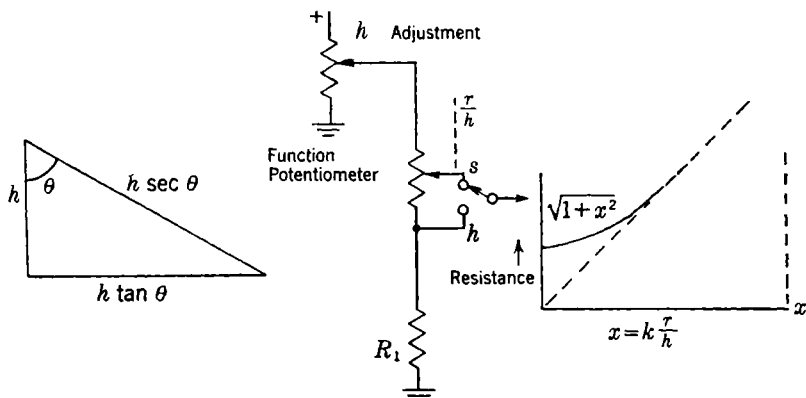 +
h Adjustment
r/h
Function
Potentiometer
s
h
R₁
h
θ
h sec θ
h tan θ
√1+x²
Resistance
x
x = k r/h